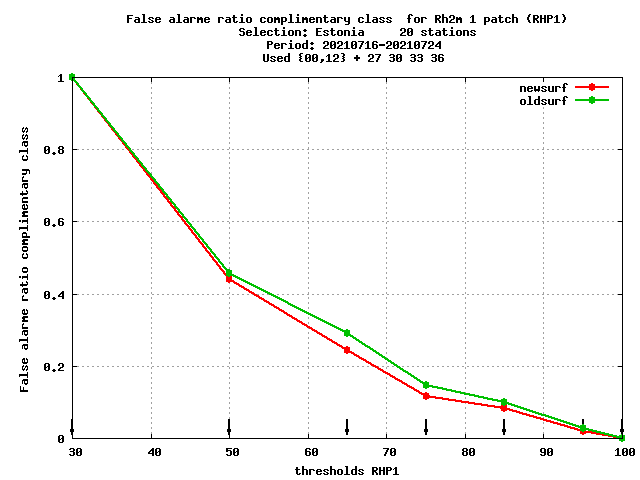 False alarme ratio complimentary class  for Rh2m 1 patch (RHP1)
Selection: Estonia     20 stations
Period: 20210716-20210724
Used {00,12} + 27 30 33 36
newsurf
oldsurf
False alarme ratio complimentary class
1
0.8
0.6
0.4
0.2
0
30 40 50 60 70 80 90 100
thresholds RHP1